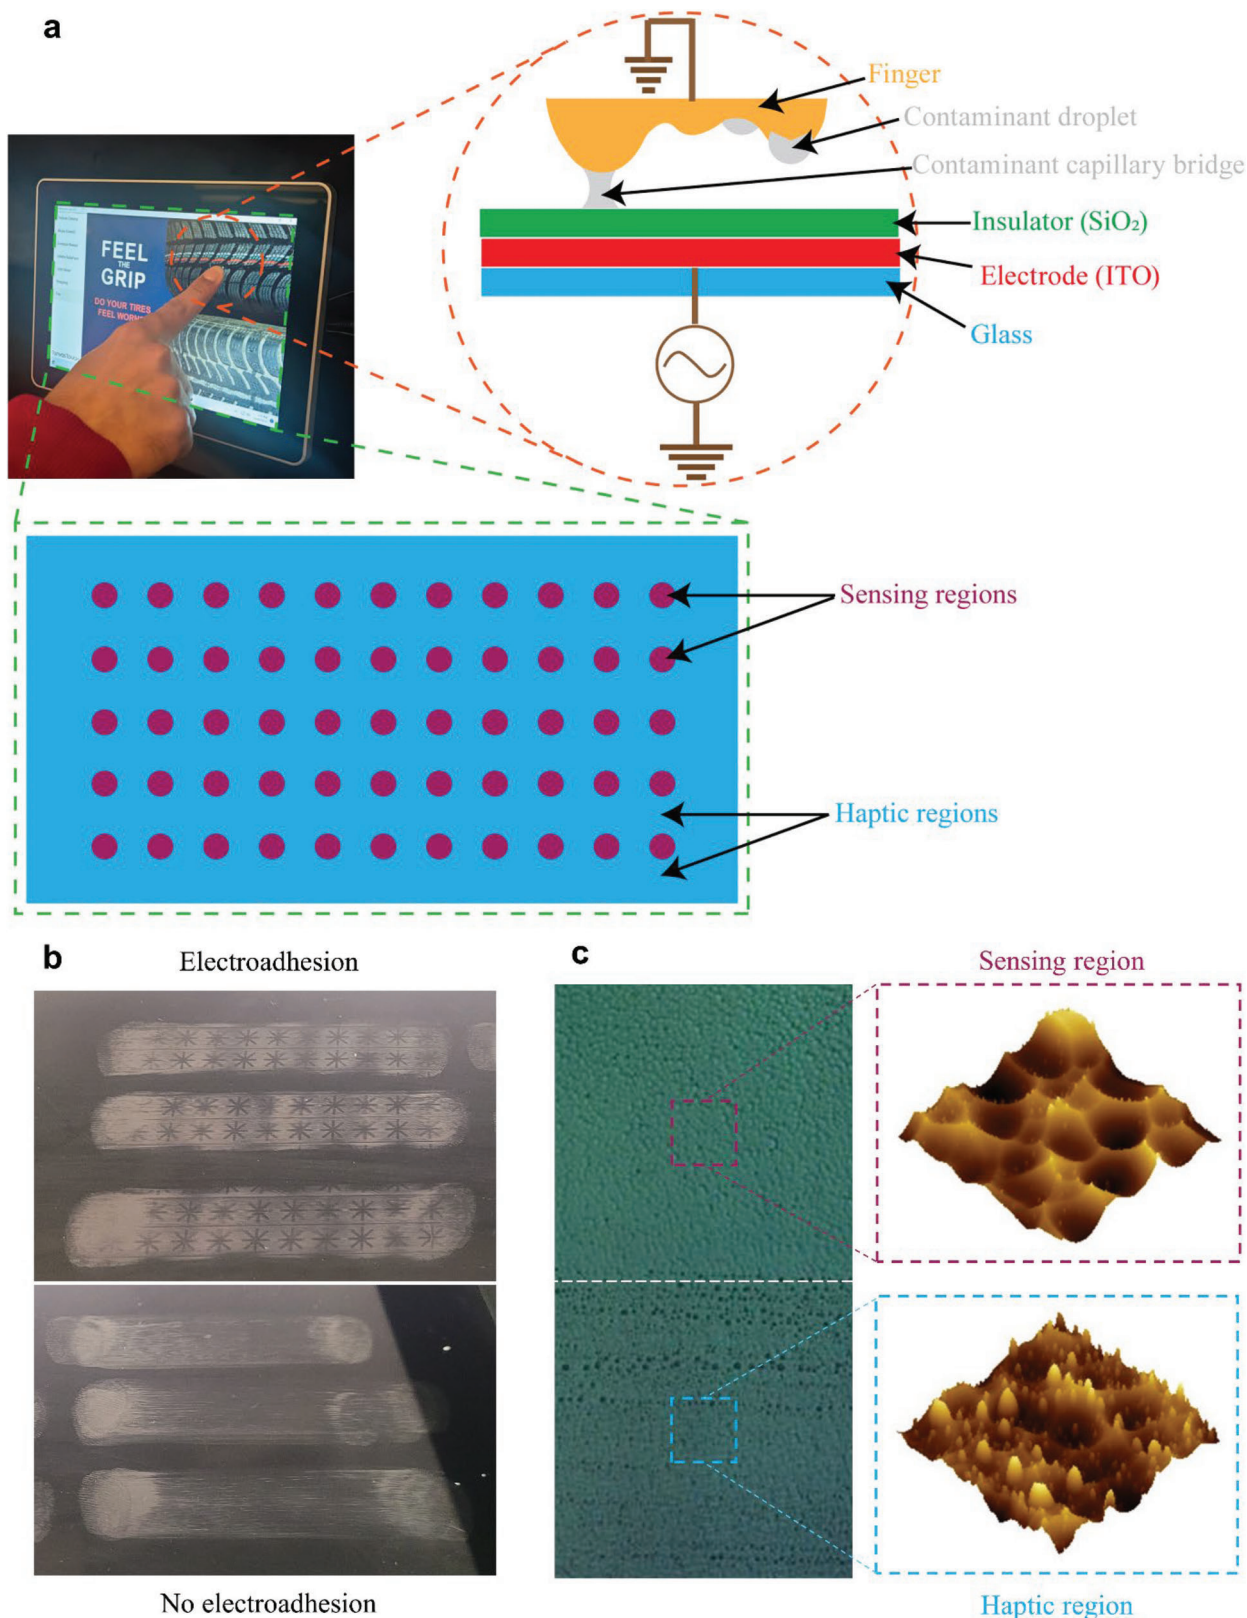 a
FEEL
THE
GRIP
DO YOUR TIRES
FEEL WORN?
Finger
Contaminant droplet
Contaminant capillary bridge
Insulator (SiO₂)
Electrode (ITO)
Glass
Sensing regions
Haptic regions
b
Electroadhesion
No electroadhesion
c
Sensing region
Haptic region